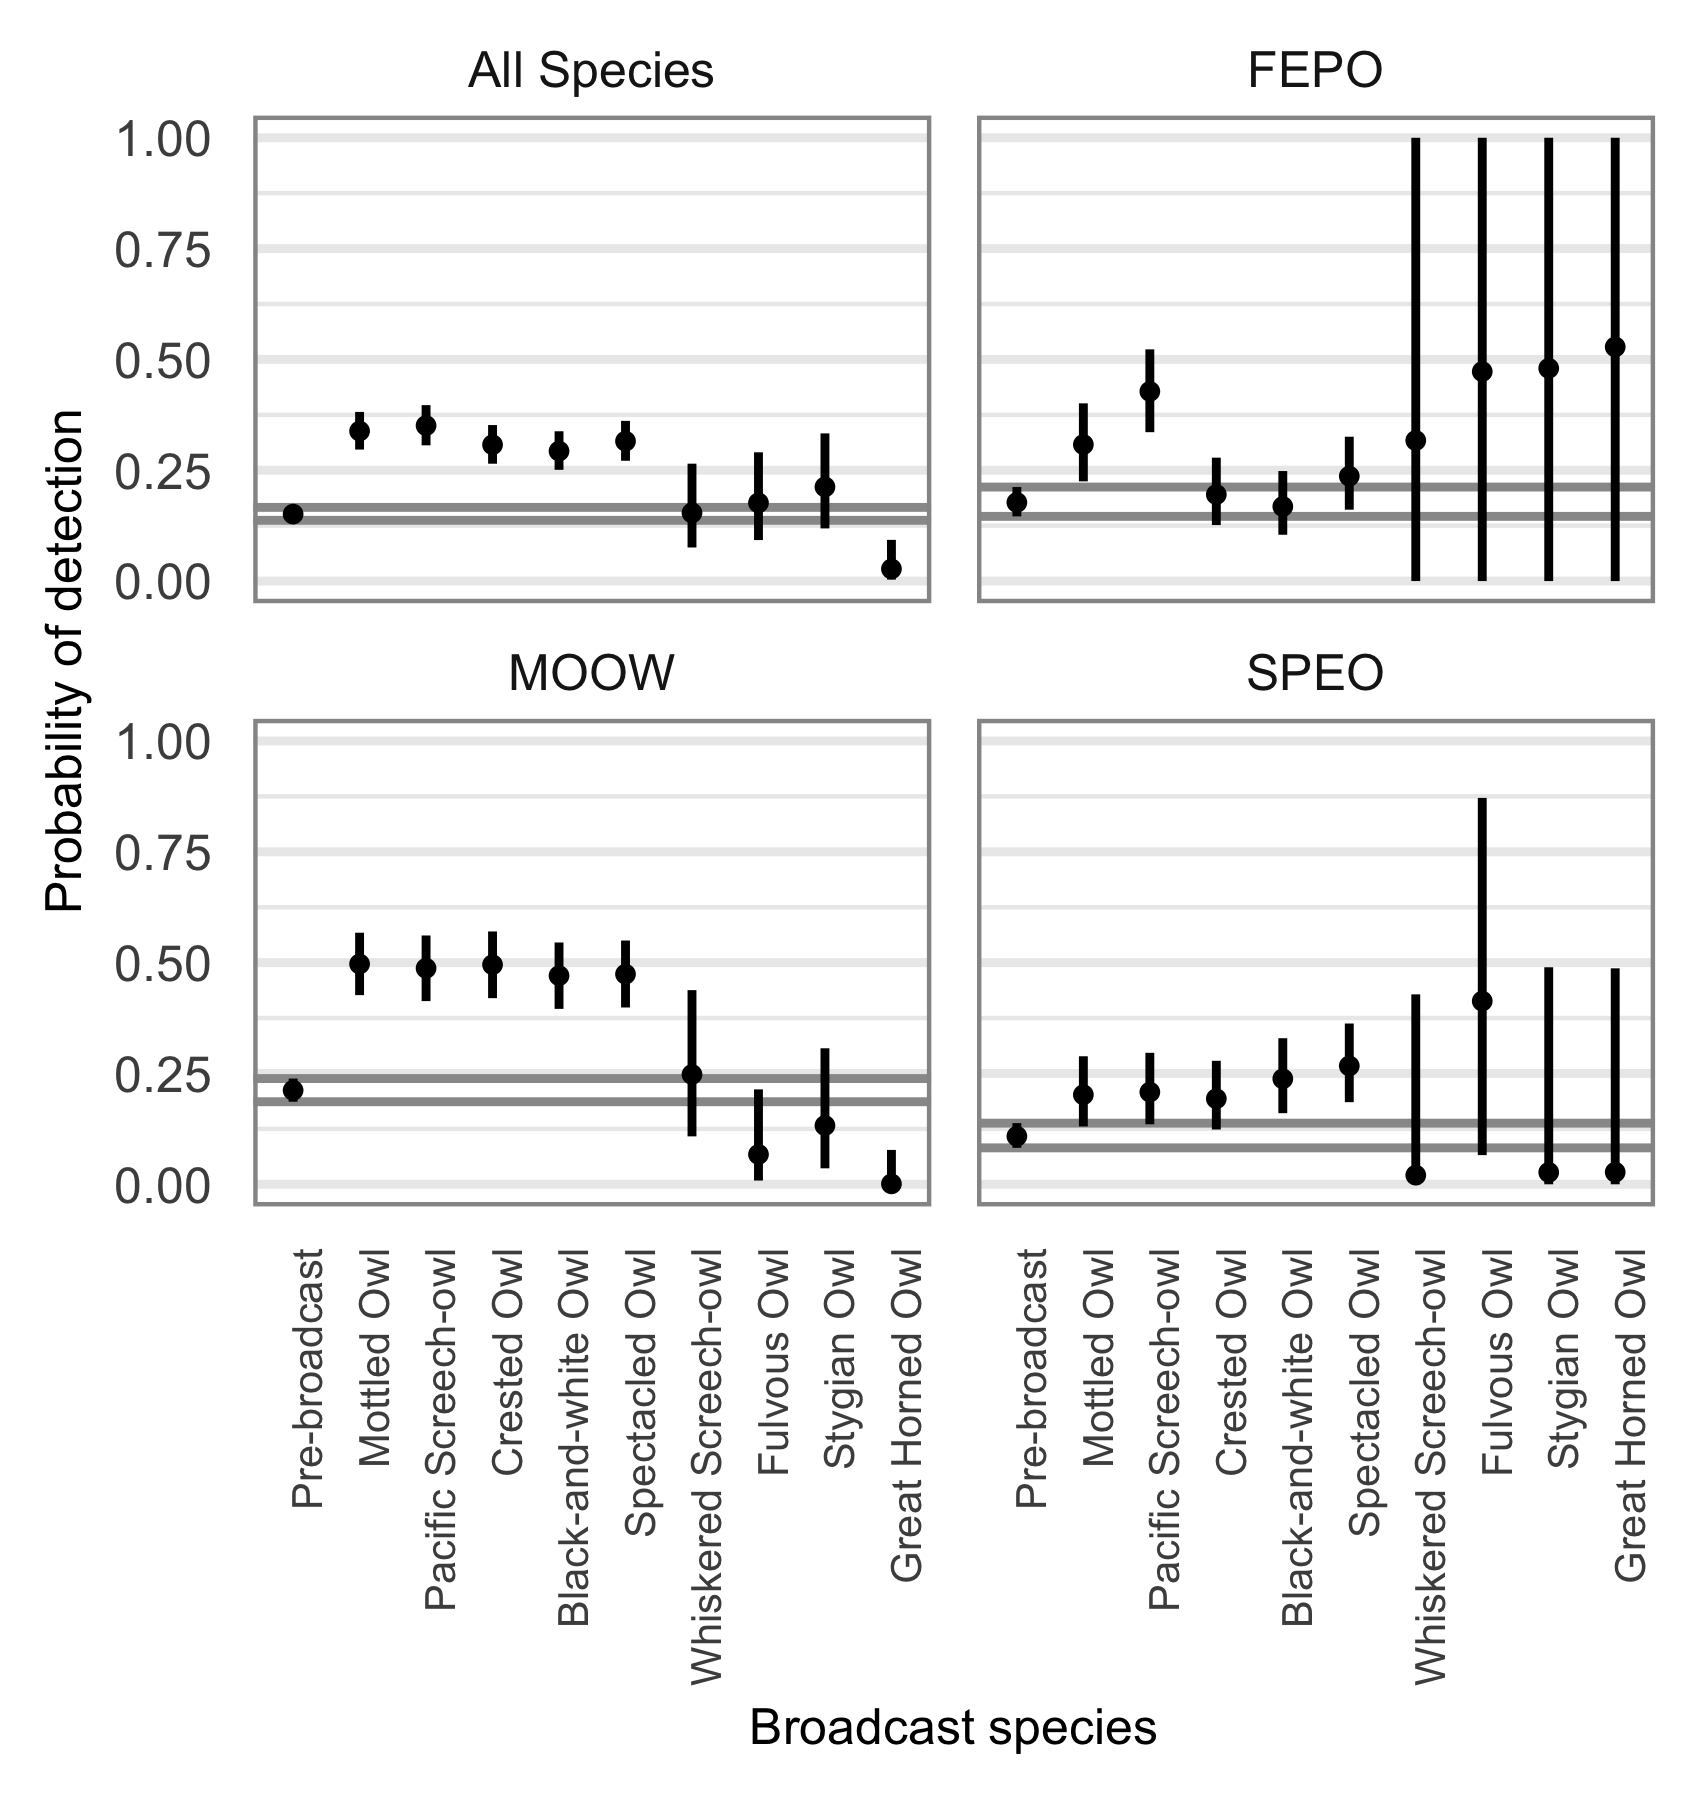 All Species
FEPO
1.00
0.75
0.50
0.25
0.00
Probability of detection
MOOW
SPEO
1.00
0.75
0.50
0.25
0.00
Pre-broadcast
Mottled Owl
Pacific Screech-owl
Crested Owl
Black-and-white Owl
Spectacled Owl
Whiskered Screech-owl
Fulvous Owl
Stygian Owl
Great Horned Owl
Pre-broadcast
Mottled Owl
Pacific Screech-owl
Crested Owl
Black-and-white Owl
Spectacled Owl
Whiskered Screech-owl
Fulvous Owl
Stygian Owl
Great Horned Owl
Broadcast species